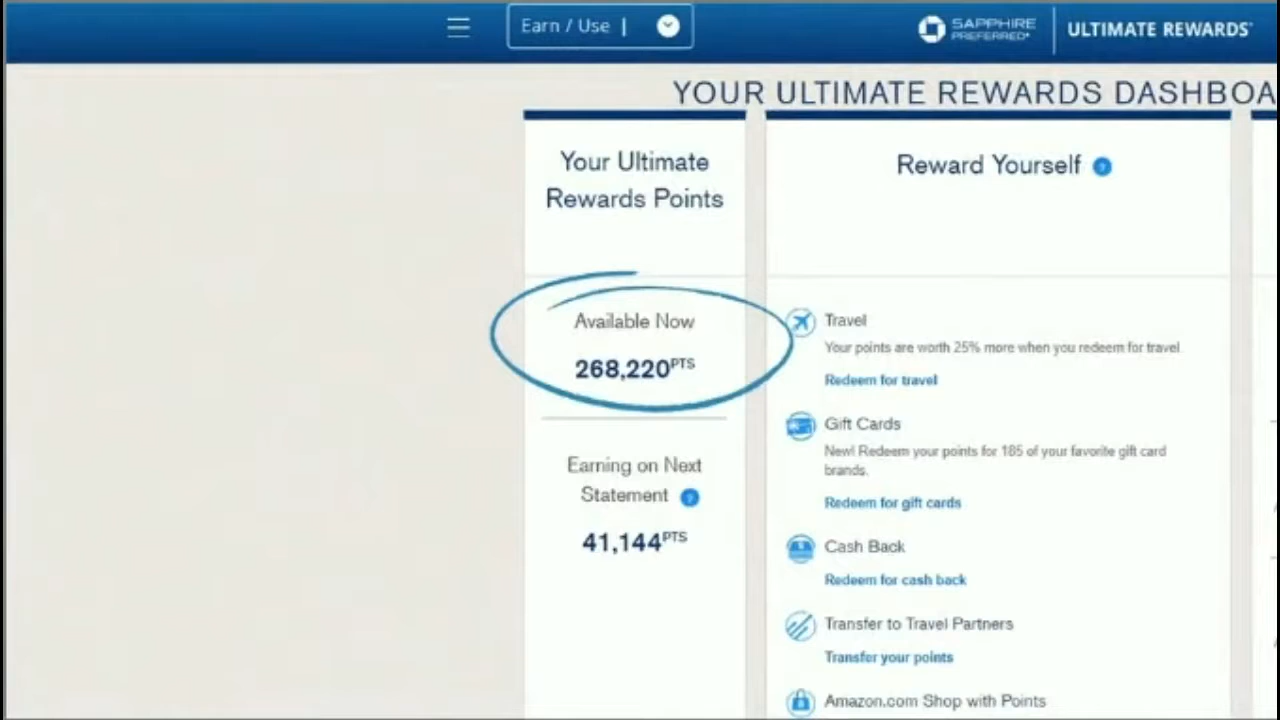 Earn / Use |
SAPPHIRE
PREFERRED®
ULTIMATE REWARDS®
YOUR ULTIMATE REWARDS DASHBOA
Your Ultimate
Rewards Points
Available Now
268,220PTS
Earning on Next
Statement ?
41,144PTS
Reward Yourself ?
Travel
Your points are worth 25% more when you redeem for travel
Redeem for travel
Gift Cards
New! Redeem your points for 185 of your favorite gift card
brands.
Redeem for gift cards
Cash Back
Redeem for cash back
Transfer to Travel Partners
Transfer your points
Amazon.com Shop with Points